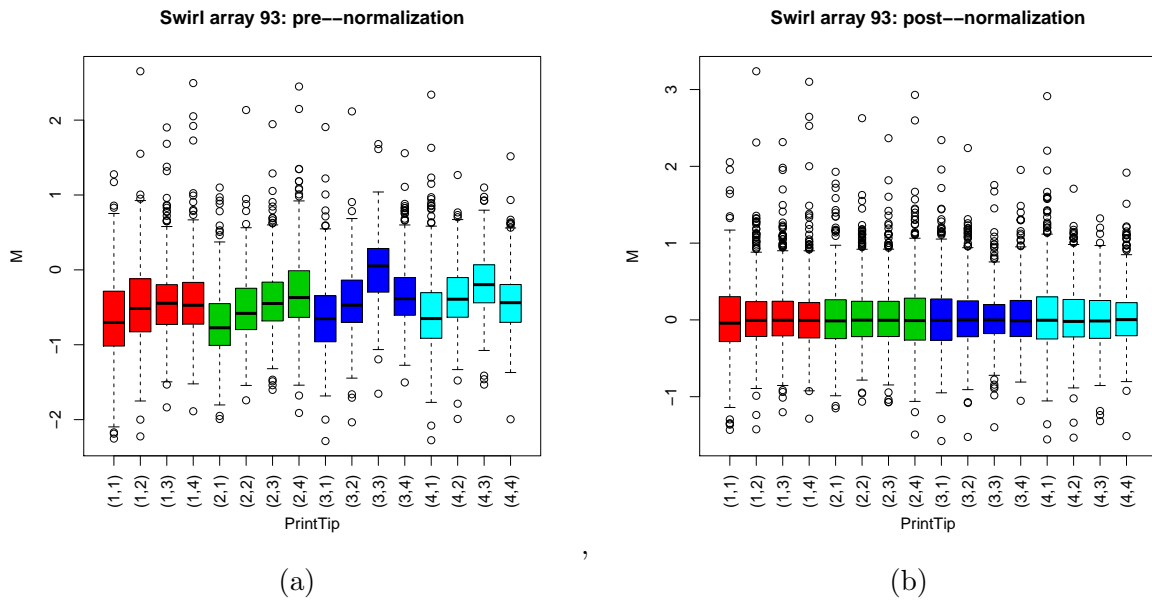 Swirl array 93: pre−−normalization
M
2
1
0
−1
−2
(1,1) (1,2) (1,3) (1,4) (2,1) (2,2) (2,3) (2,4) (3,1) (3,2) (3,3) (3,4) (4,1) (4,2) (4,3) (4,4)
PrintTip
(a)
,
Swirl array 93: post−−normalization
M
3
2
1
0
−1
(1,1) (1,2) (1,3) (1,4) (2,1) (2,2) (2,3) (2,4) (3,1) (3,2) (3,3) (3,4) (4,1) (4,2) (4,3) (4,4)
PrintTip
(b)